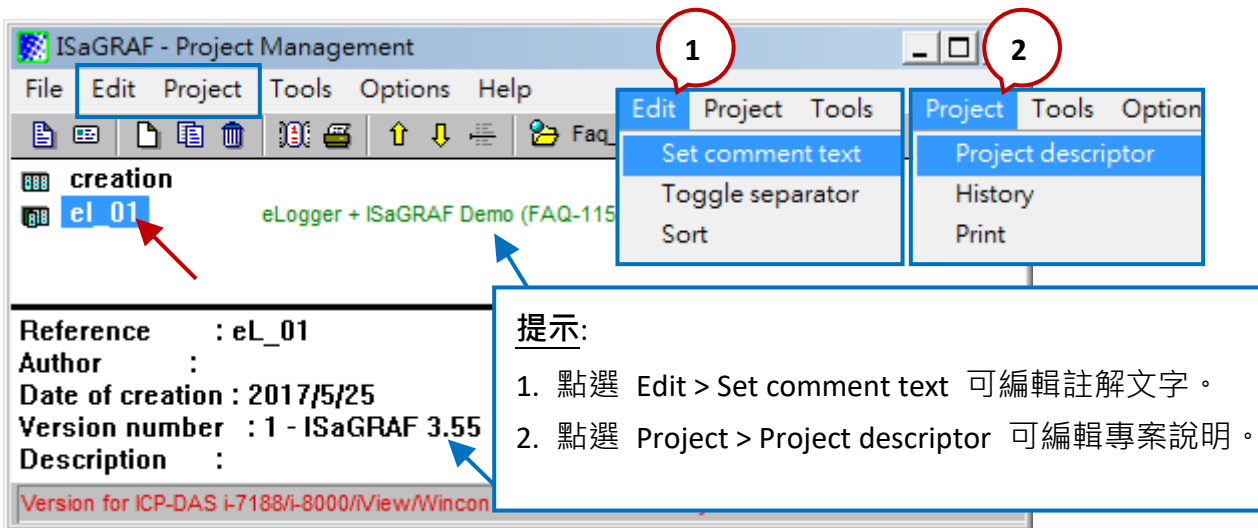 ISaGRAF - Project Management
1
2
File Edit Project Tools Options Help
Edit Project Tools
Set comment text
Toggle separator
Sort
Project Tools Option
Project descriptor
History
Print
Faq_
creation
el_01 eLogger + ISaGRAF Demo (FAQ-115
Reference : eL_01
Author :
Date of creation : 2017/5/25
Version number : 1 - ISaGRAF 3.55
Description :
Version for ICP-DAS i-7188/i-8000/iView/Wincon
提示:
1. 點選 Edit > Set comment text 可編輯註解文字。
2. 點選 Project > Project descriptor 可編輯專案說明。